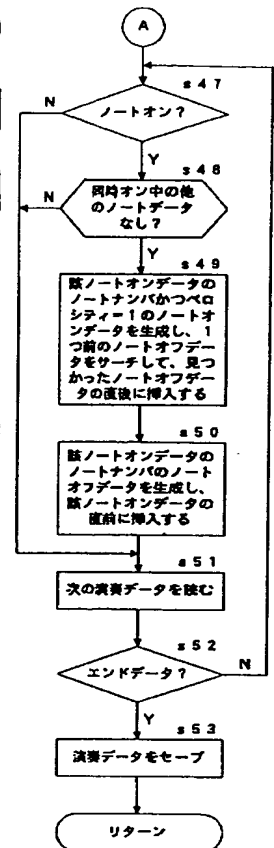 A
s47
N
ノートオン?
Y
s48
N
同時オン中の他
のノートデータ
なし?
Y
s49
該ノートオンデータの
ノートナンバかつベロ
シティ=1のノートオ
ンデータを生成し、1
つ前のノートオフデー
タをサーチして、見つ
かったノートオフデー
タの直後に挿入する
s50
該ノートオンデータの
ノートナンバのノート
オフデータを生成し、
該ノートオンデータの
直前に挿入する
s51
次の演奏データを読む
s52
エンドデータ?
N
Y
s53
演奏データをセーブ
リターン